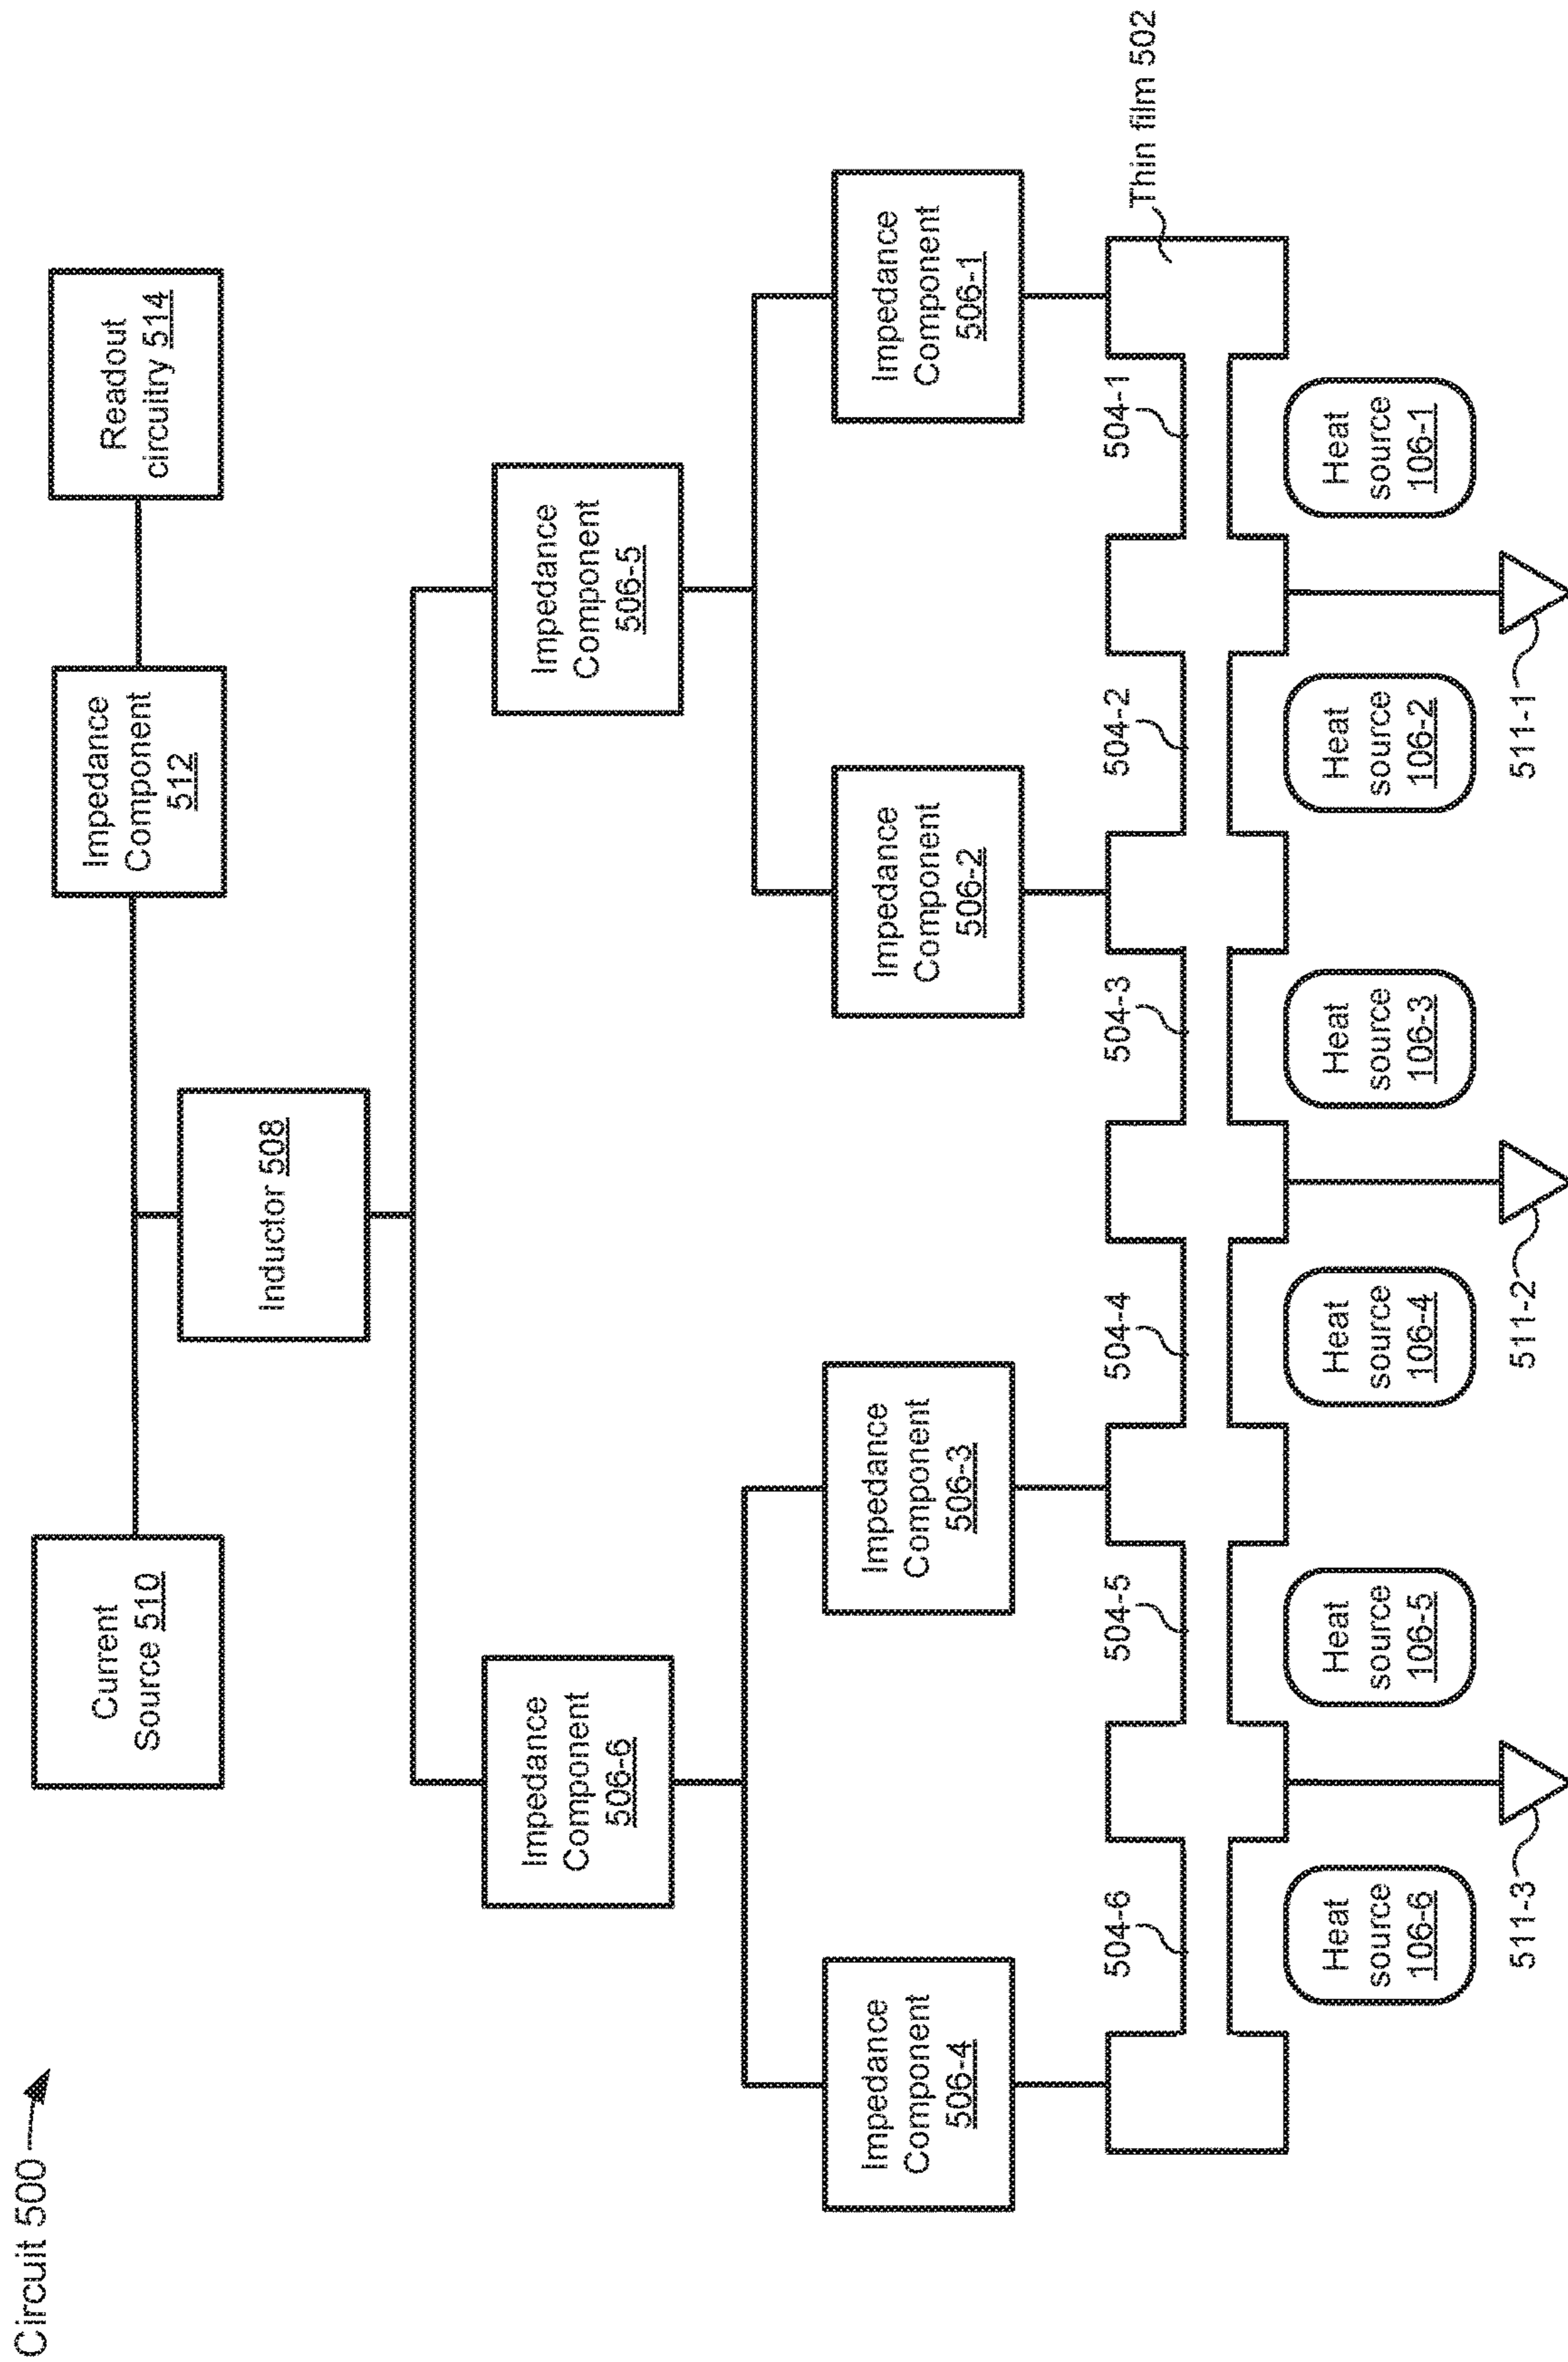 Circuit 500
Current
Source 510
Impedance
Component
512
Readout
circuitry 514
Inductor 508
Impedance
Component
506-6
Impedance
Component
506-5
Impedance
Component
506-4
Impedance
Component
506-3
Impedance
Component
506-2
Impedance
Component
506-1
Thin film 502
504-6
504-5
504-4
504-3
504-2
504-1
Heat
source
106-6
Heat
source
106-5
Heat
source
106-4
Heat
source
106-3
Heat
source
106-2
Heat
source
106-1
511-3
511-2
511-1